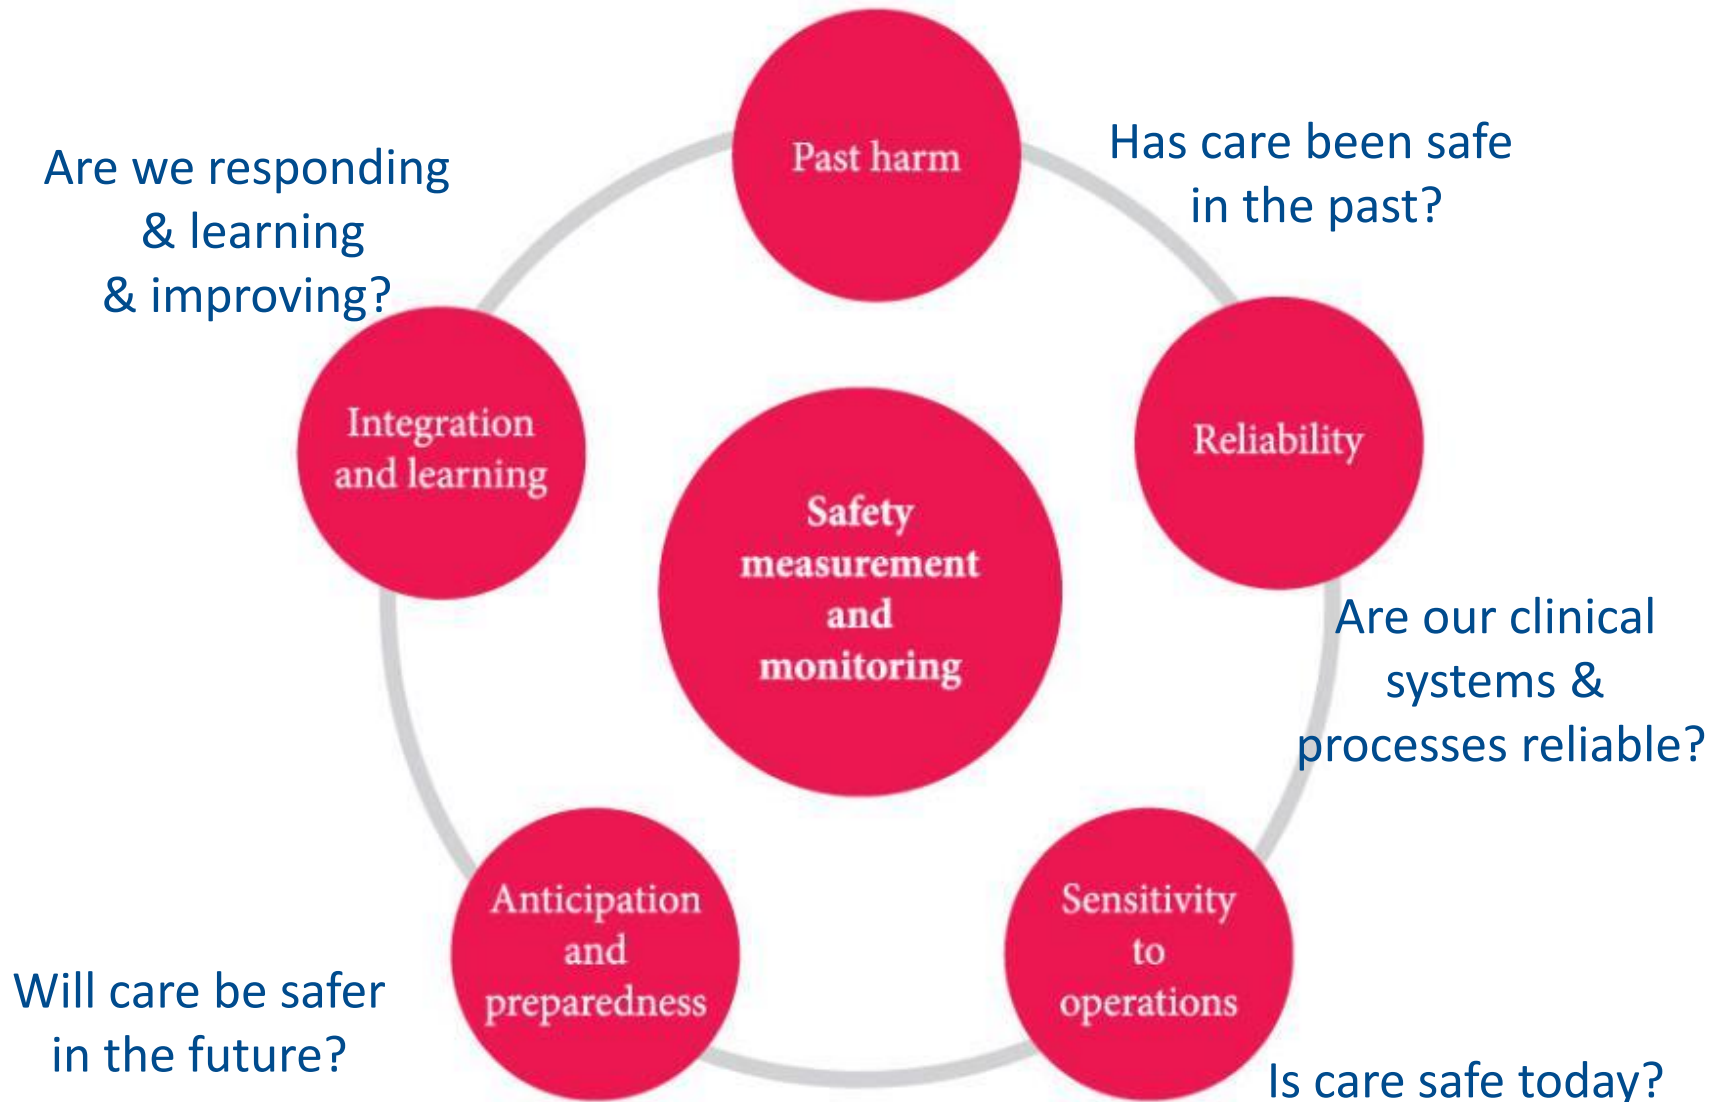 Past harm
Has care been safe
in the past?
Reliability
Are our clinical
systems &
processes reliable?
Sensitivity
to
operations
Is care safe today?
Anticipation
and
preparedness
Will care be safer
in the future?
Integration
and learning
Are we responding
& learning
& improving?
Safety
measurement
and
monitoring